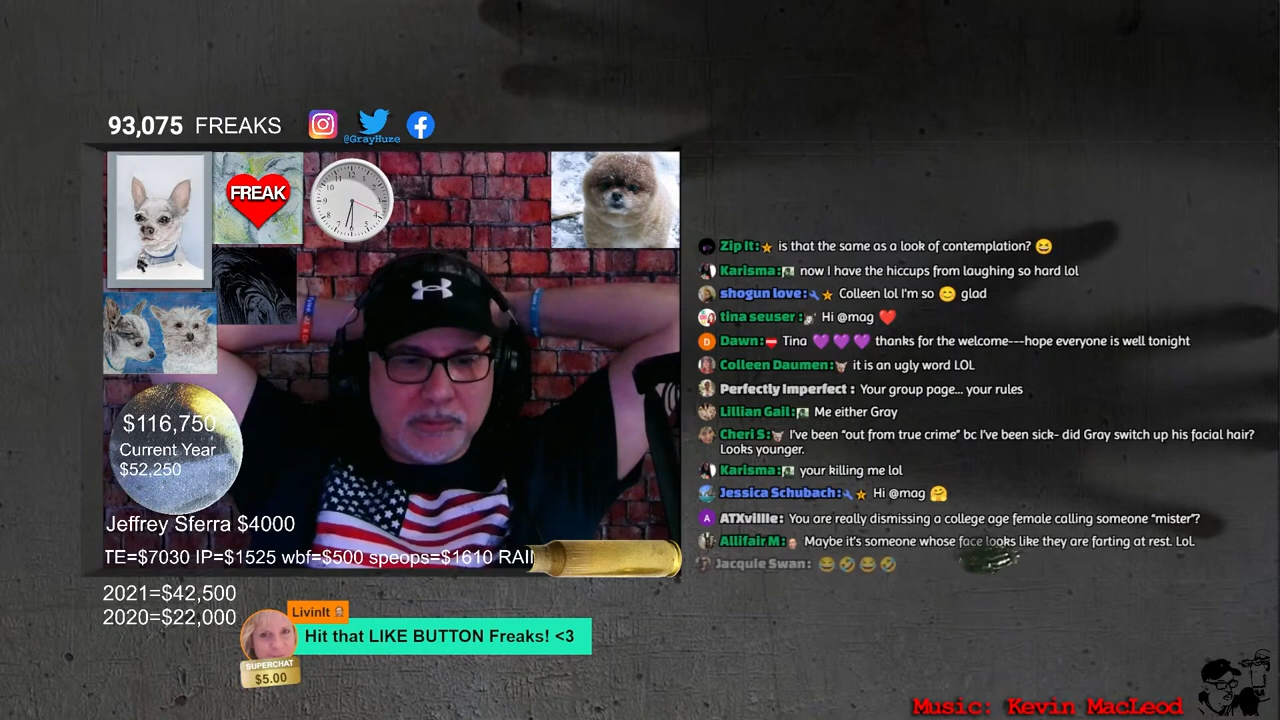 93,075 FREAKS
@GrayHuze
FREAK
$116,750
Current Year
$52,250
Jeffrey Sferra $4000
TE=$7030 IP=$1525 wbf=$500 speops=$1610 RAI
2021=$42,500
2020=$22,000
LivinIt
Hit that LIKE BUTTON Freaks! <3
SUPERCHAT
$5.00
Zip It: is that the same as a look of contemplation? 😆
Karisma: now I have the hiccups from laughing so hard lol
shogun love: Colleen lol I'm so 😊 glad
tina seuser : Hi @mag ❤️
Dawn: Tina 💜 💜 💜 thanks for the welcome---hope everyone is well tonight
Colleen Daumen: it is an ugly word LOL
Perfectly Imperfect : Your group page... your rules
Lillian Gail: Me either Gray
Cheri S: I've been "out from true crime" bc I've been sick- did Gray switch up his facial hair?
Looks younger.
Karisma: your killing me lol
Jessica Schubach: Hi @mag 🤗
A ATXvillle: You are really dismissing a college age female calling someone "mister"?
Allifair M: Maybe it's someone whose face looks like they are farting at rest. LoL
Jacquie Swan: 😂 🤣 😂 🤣
Music: Kevin MacLeod